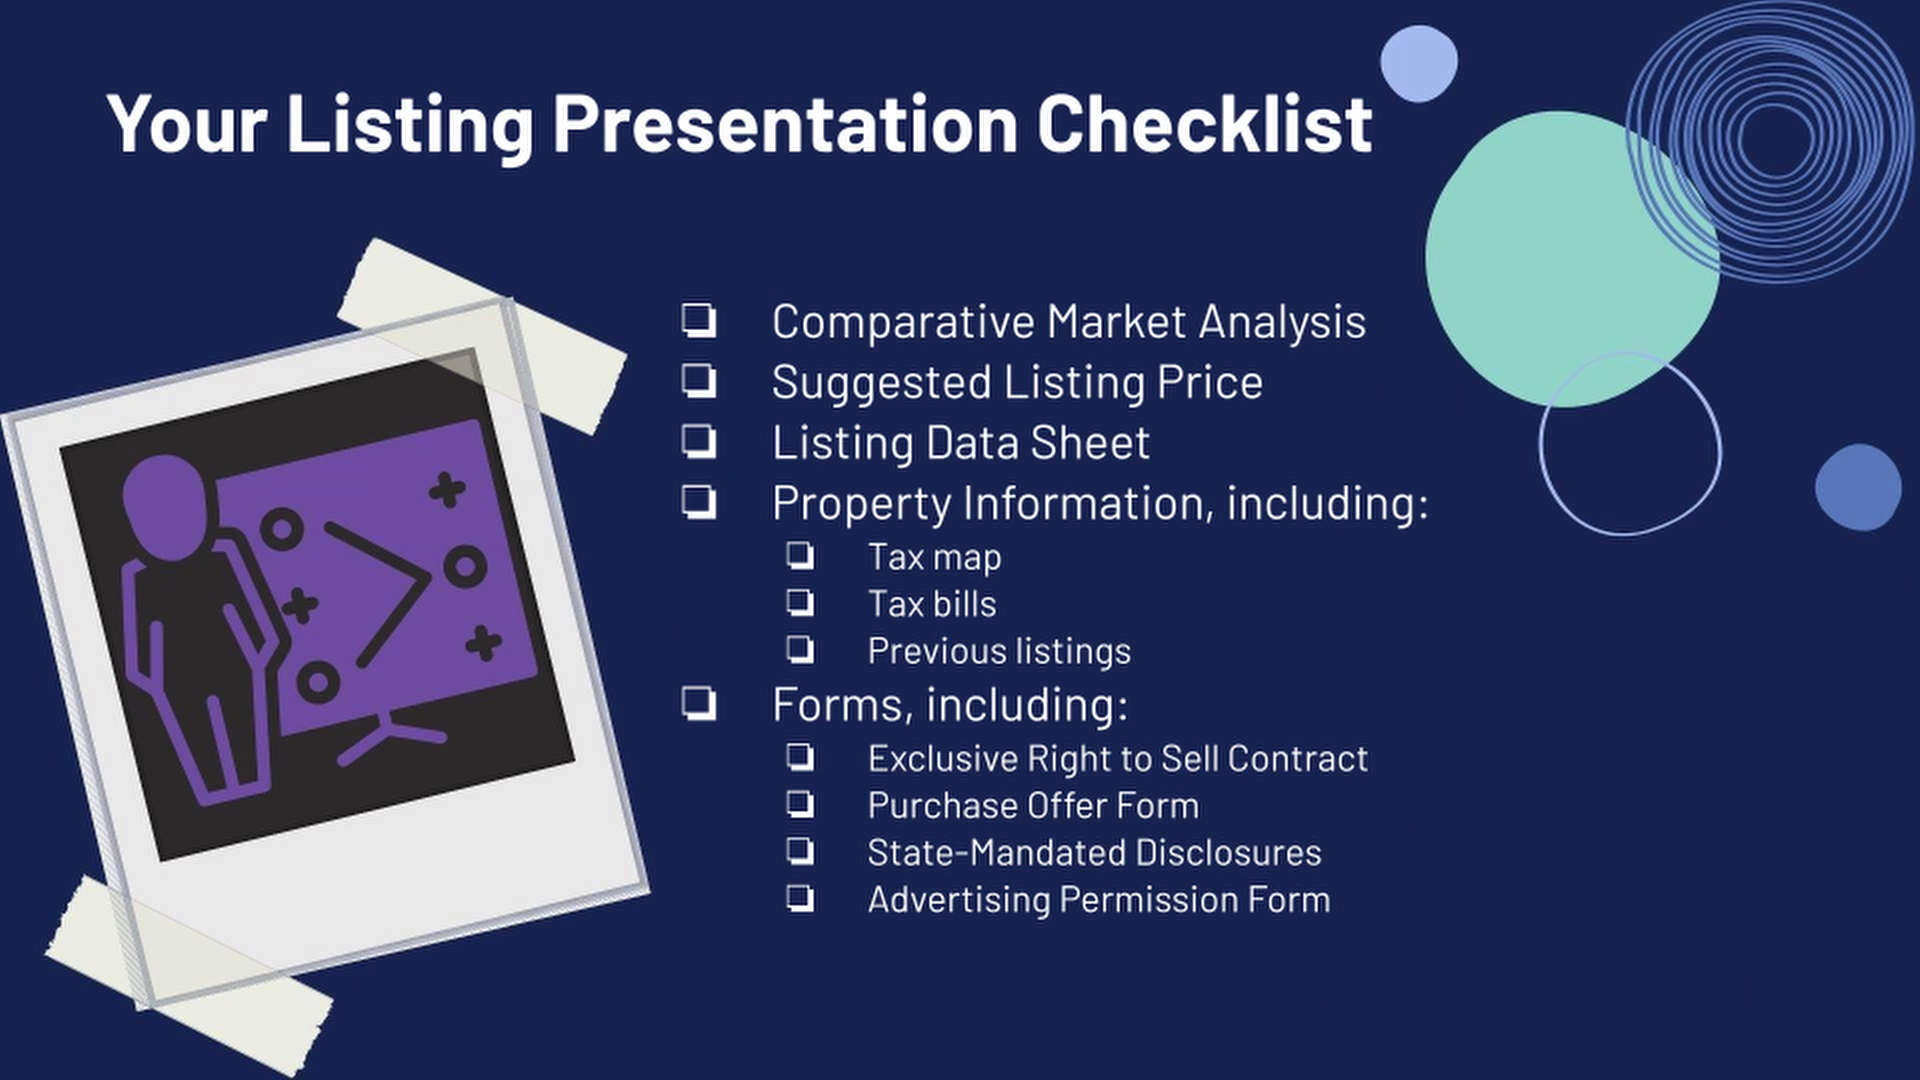 Your Listing Presentation Checklist
Comparative Market Analysis
Suggested Listing Price
Listing Data Sheet
Property Information, including:
Tax map
Tax bills
Previous listings
Forms, including:
Exclusive Right to Sell Contract
Purchase Offer Form
State-Mandated Disclosures
Advertising Permission Form